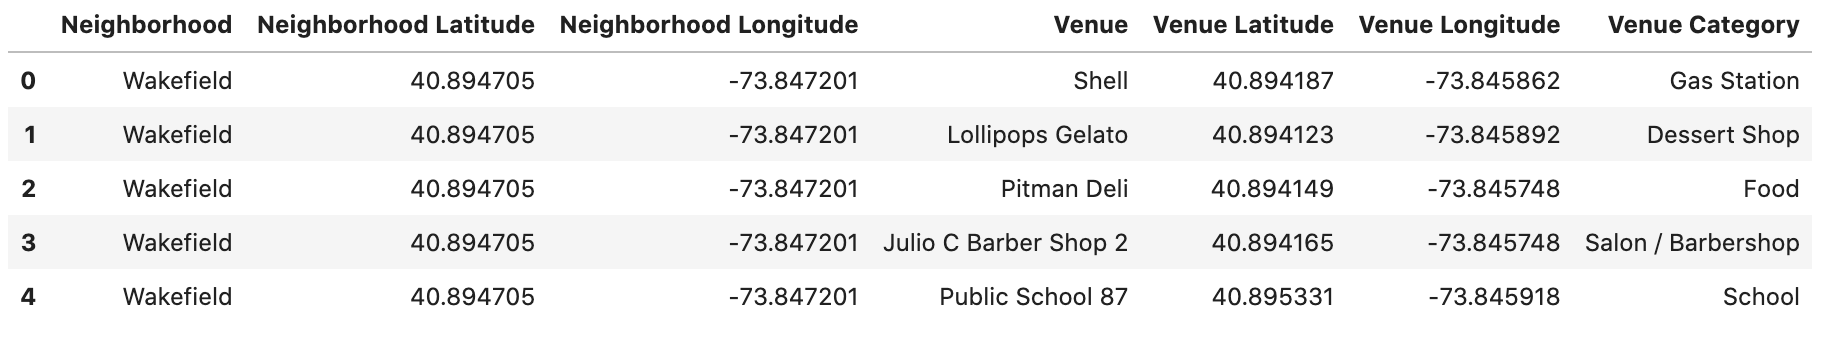 Neighborhood Neighborhood Latitude Neighborhood Longitude Venue Venue Latitude Venue Longitude Venue Category
0 Wakefield 40.894705 -73.847201 Shell 40.894187 -73.845862 Gas Station
1 Wakefield 40.894705 -73.847201 Lollipops Gelato 40.894123 -73.845892 Dessert Shop
2 Wakefield 40.894705 -73.847201 Pitman Deli 40.894149 -73.845748 Food
3 Wakefield 40.894705 -73.847201 Julio C Barber Shop 2 40.894165 -73.845748 Salon / Barbershop
4 Wakefield 40.894705 -73.847201 Public School 87 40.895331 -73.845918 School